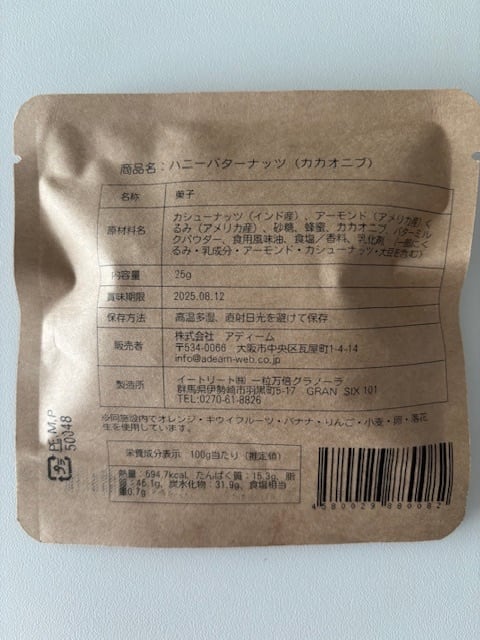 商品名：ハニーバターナッツ（カカオニブ）
名称 菓子
原材料名 カシューナッツ（インド産）、アーモンド（アメリカ産）く
るみ（アメリカ産）、砂糖、蜂蜜、カカオニブ、バターミル
クパウダー、食用風味油、食塩／香料、乳化剤（一部にく
るみ・乳成分・アーモンド・カシューナッツ・大豆を含む）
内容量 25g
賞味期限 2025.08.12
保存方法 高温多湿、直射日光を避けて保存
販売者 株式会社 アディーム
〒534-0066 大阪市中央区瓦屋町1-4-14
info@adeam-web.co.jp
製造所 イートリート㈱ 一粒万倍グラノーラ
群馬県伊勢崎市羽黒町5-17 GRAN SIX 101
TEL:0270-61-8826
※同施設内でオレンジ・キウイフルーツ・バナナ・りんご・小麦・卵・落花
生を使用しています。
栄養成分表示 100g当たり（推定値）
熱量：594.7kcal、たんぱく質：15.3g、脂
質：46.1g、炭水化物：31.9g、食塩相当
量0.7g
PE,M,P
50048
プラ
4580029880082